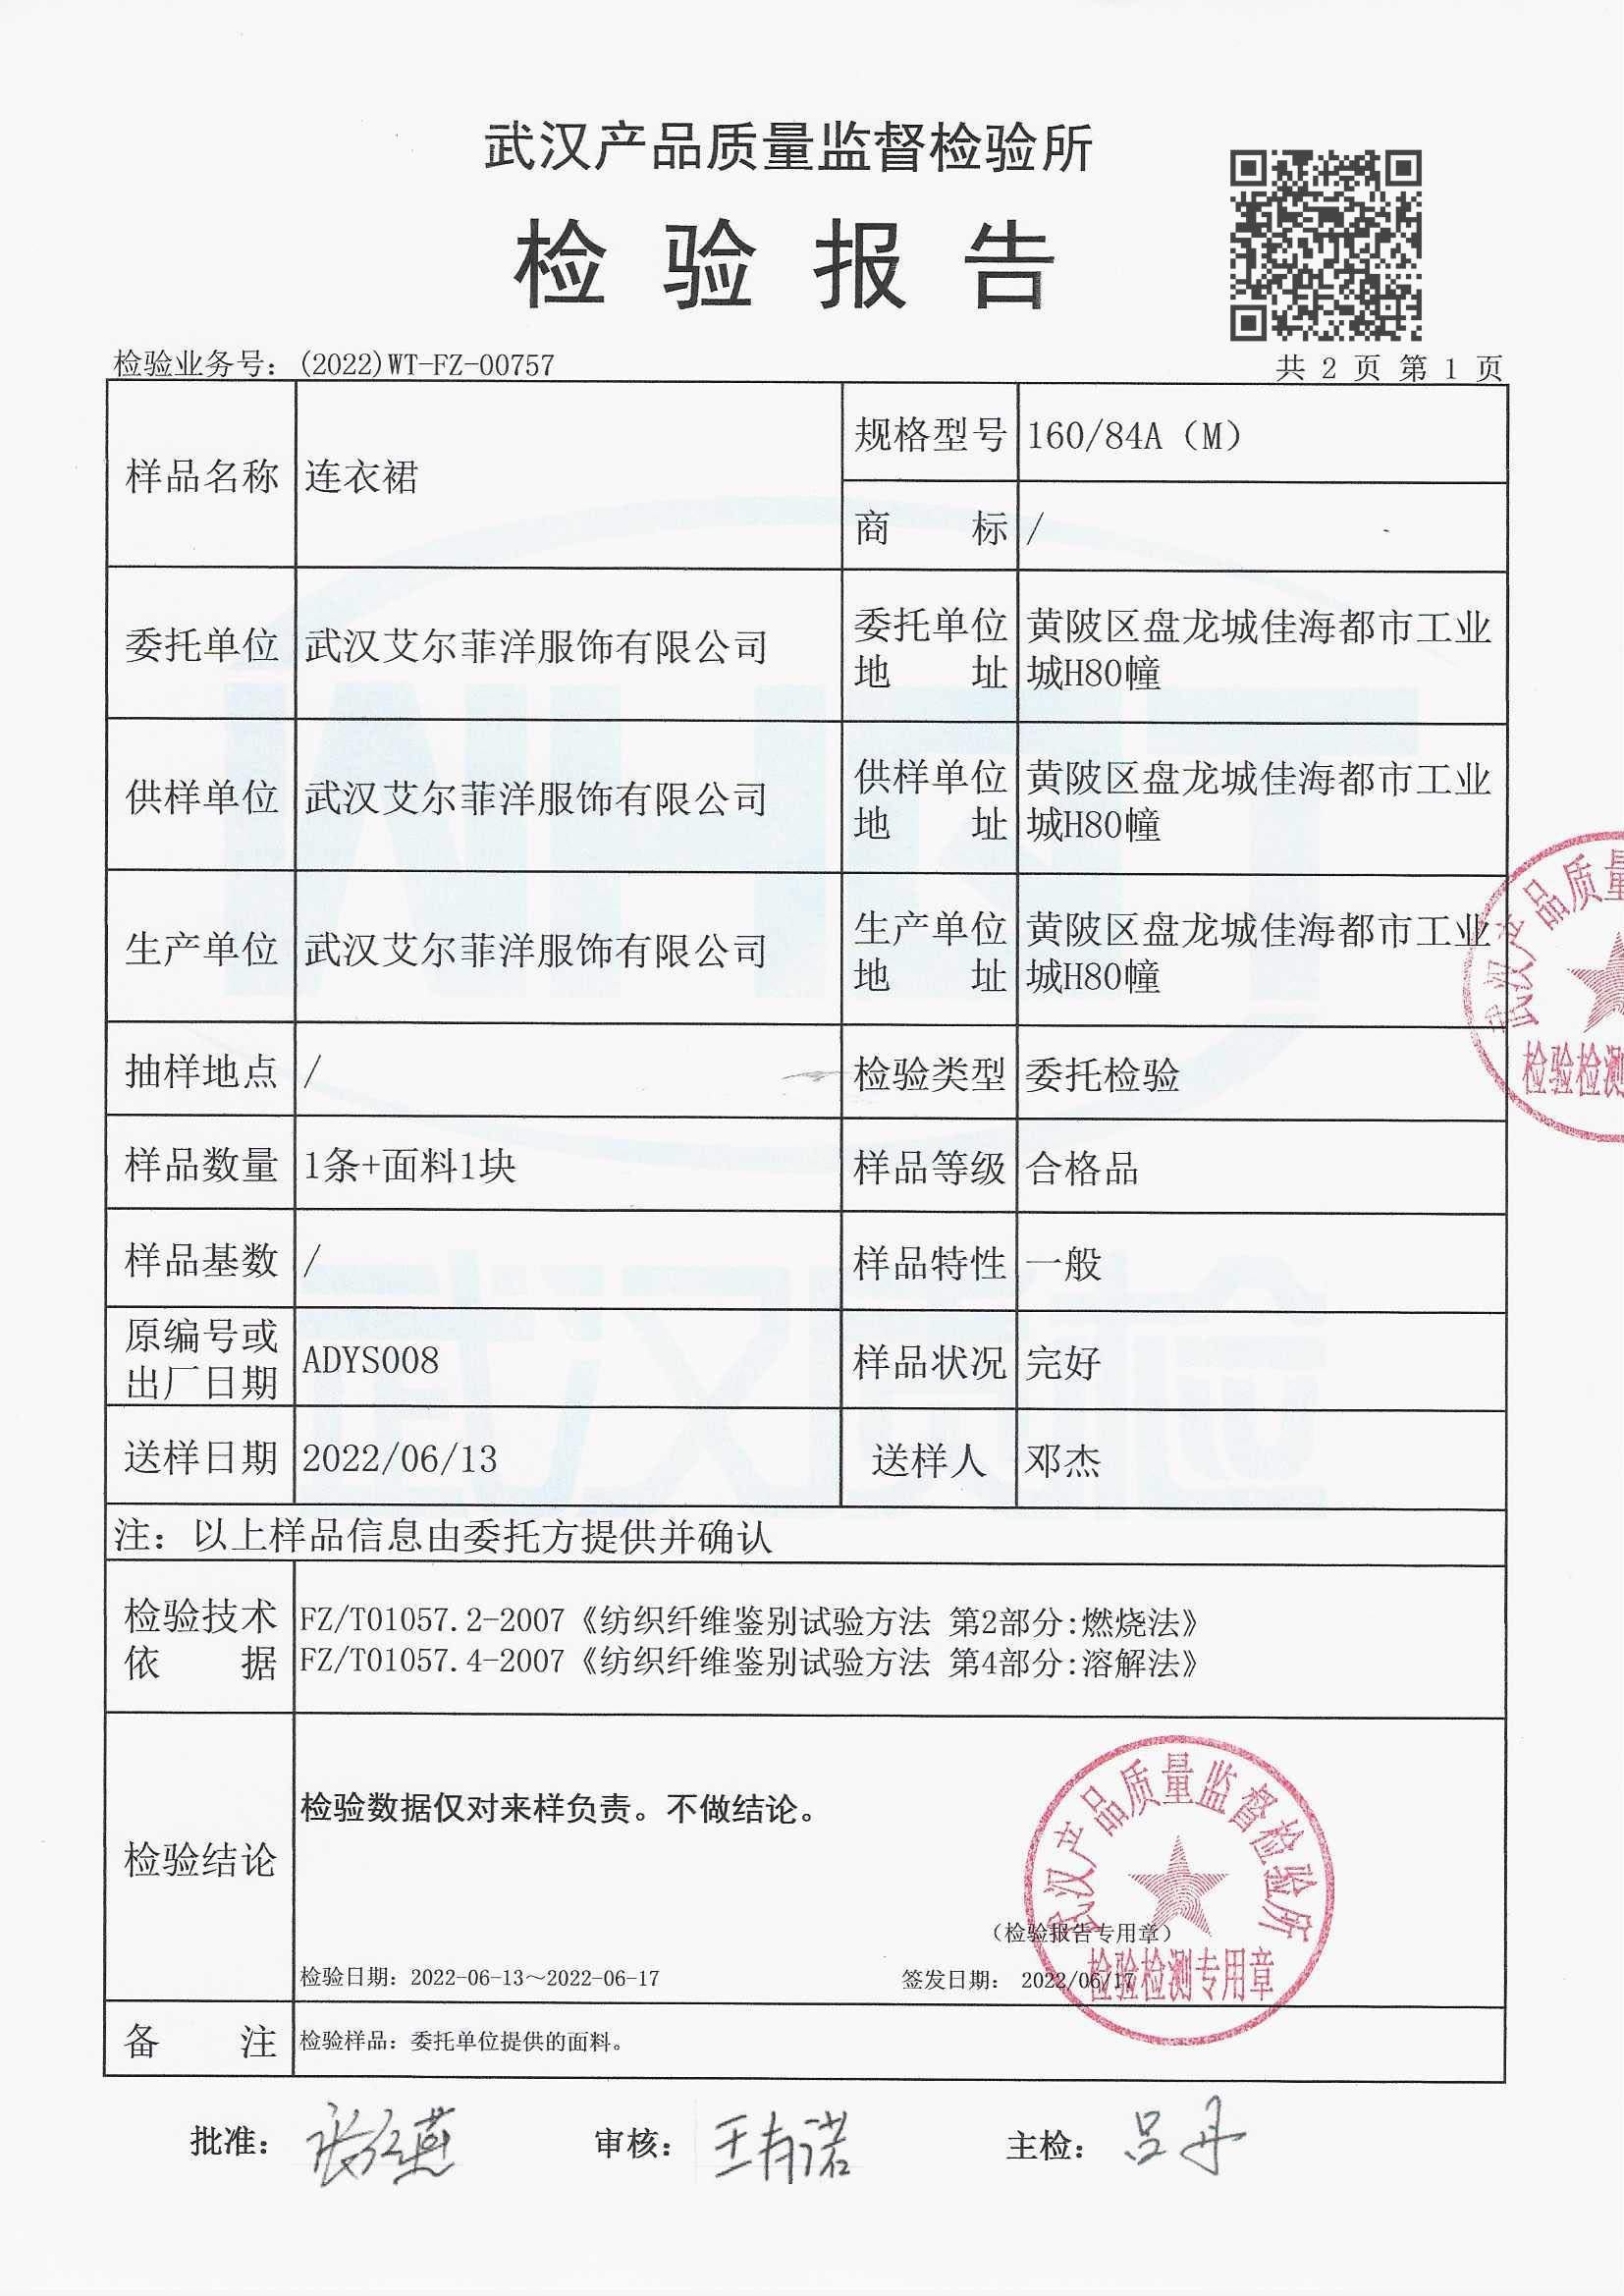 武汉产品质量监督检验所
检验报告
检验业务号：(2022)WT-FZ-00757
共 2 页 第 1 页
样品名称 连衣裙
规格型号 160/84A（M）
商标 /
委托单位 武汉艾尔菲洋服饰有限公司
委托单位地址 黄陂区盘龙城佳海都市工业
城H80幢
供样单位 武汉艾尔菲洋服饰有限公司
供样单位地址 黄陂区盘龙城佳海都市工业
城H80幢
生产单位 武汉艾尔菲洋服饰有限公司
生产单位地址 黄陂区盘龙城佳海都市工业
城H80幢
抽样地点 / 检验类型 委托检验
样品数量 1条+面料1块 样品等级 合格品
样品基数 / 样品特性 一般
原编号或出厂日期 ADYS008 样品状况 完好
送样日期 2022/06/13 送样人 邓杰
注：以上样品信息由委托方提供并确认
检验技术依据 FZ/T01057.2-2007《纺织纤维鉴别试验方法 第2部分:燃烧法》
FZ/T01057.4-2007《纺织纤维鉴别试验方法 第4部分:溶解法》
检验结论 检验数据仅对来样负责。不做结论。
（检验报告专用章）
检验日期：2022-06-13～2022-06-17
签发日期： 2022/06/17
武汉产品质量监督检验所
检验检测专用章
武汉产品质量
检验检测
备注 检验样品：委托单位提供的面料。
批准： 审核： 主检：吕丹